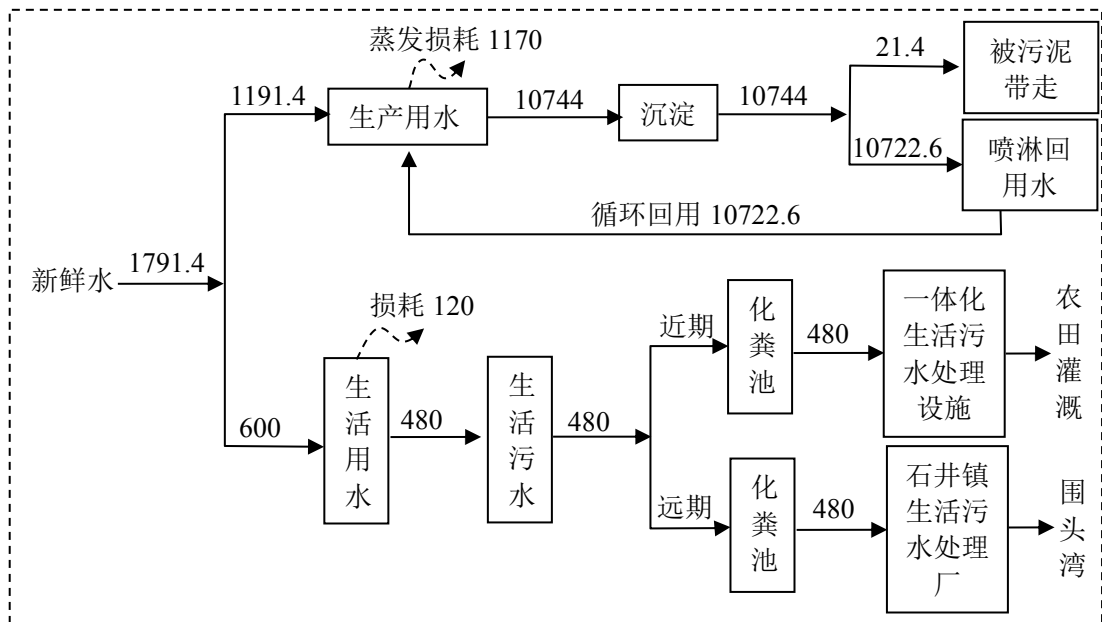 蒸发损耗 1170
1191.4
生产用水
10744
沉淀
10744
21.4
被污泥
带走
10722.6
喷淋回
用水
循环回用 10722.6
新鲜水
1791.4
损耗 120
600
生活用水
480
生活污水
480
近期
化粪池
480
一体化
生活污
水处理
设施
农田灌溉
远期
化粪池
480
石井镇
生活污
水处理
厂
围头湾